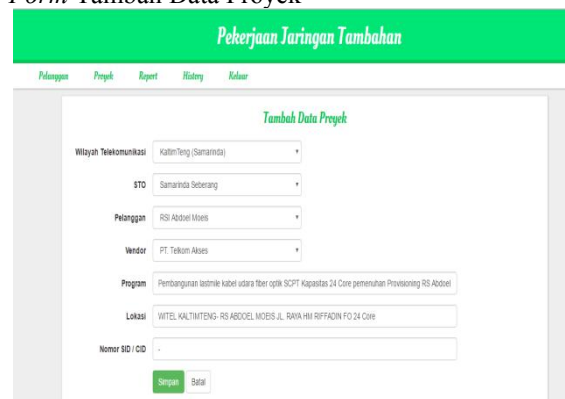 Form Tambah Data Proyek
Pekerjaan Jaringan Tambahan
Pelanggan Proyek Report History Keluar
Tambah Data Proyek
Wilayah Telekomunikasi KaltimTeng (Samarinda)
STO Samarinda Seberang
Pelanggan RSI Abdoel Moeis
Vendor PT. Telkom Akses
Program Pembangunan lastmile kabel udara fiber optik SCPT Kapasitas 24 Core pemenuhan Provisioning RS Abdoel
Lokasi WITEL KALTIMTENG- RS ABDOEL MOEIS JL. RAYA HM RIFFADIN FO 24 Core
Nomor SID / CID -
Simpan Batal